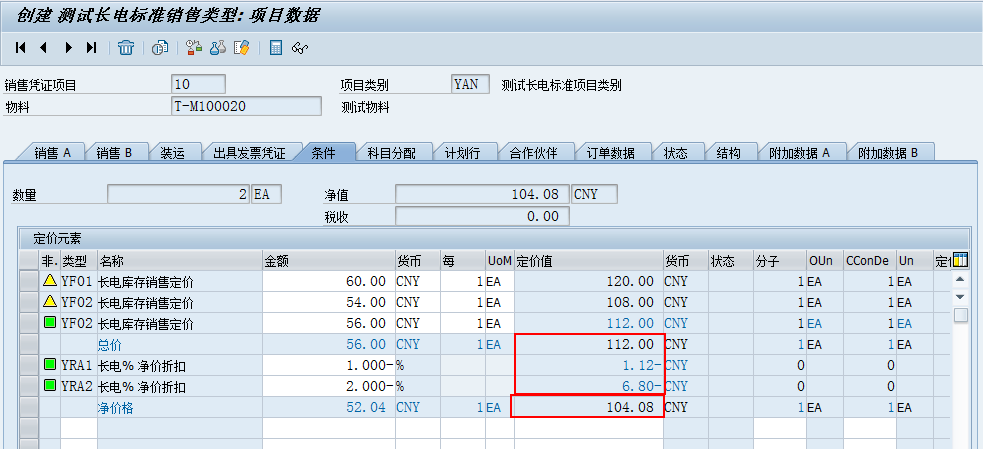 创建 测试长电标准销售类型: 项目数据
销售凭证项目 10 项目类别 YAN 测试长电标准项目类别
物料 T-M100020 测试物料
销售 A 销售 B 装运 出具发票凭证 条件 科目分配 计划行 合作伙伴 订单数据 状态 结构 附加数据 A 附加数据 B
数量 2 EA 净值 104.08 CNY
税收 0.00
定价元素
非. 类型 名称 金额 货币 每 UoM 定价值 货币 状态 分子 OUn CConDe Un 定价
YF01 长电库存销售定价 60.00 CNY 1 EA 120.00 CNY 1 EA 1 EA
YF02 长电库存销售定价 54.00 CNY 1 EA 108.00 CNY 1 EA 1 EA
YF02 长电库存销售定价 56.00 CNY 1 EA 112.00 CNY 1 EA 1 EA
总价 56.00 CNY 1 EA 112.00 CNY 1 EA 1 EA
YRA1 长电% 净价折扣 1.000- % 1.12- CNY 0 0
YRA2 长电% 净价折扣 2.000- % 6.80- CNY 0 0
净价格 52.04 CNY 1 EA 104.08 CNY 1 EA 1 EA